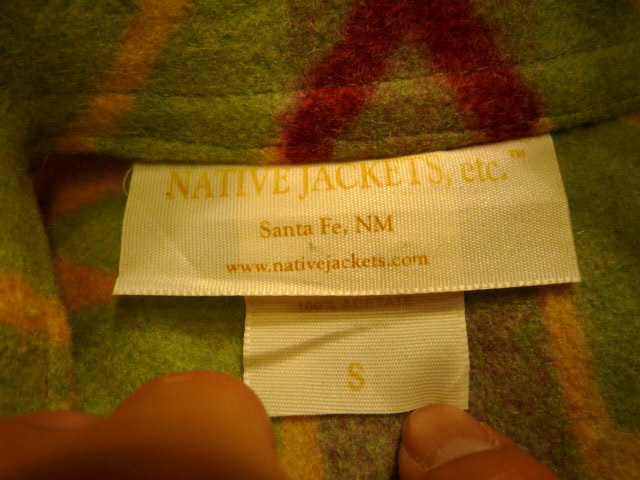 NATIVE JACKETS, etc.™
Santa Fe, NM
www.nativejackets.com
100% ACETATE
S